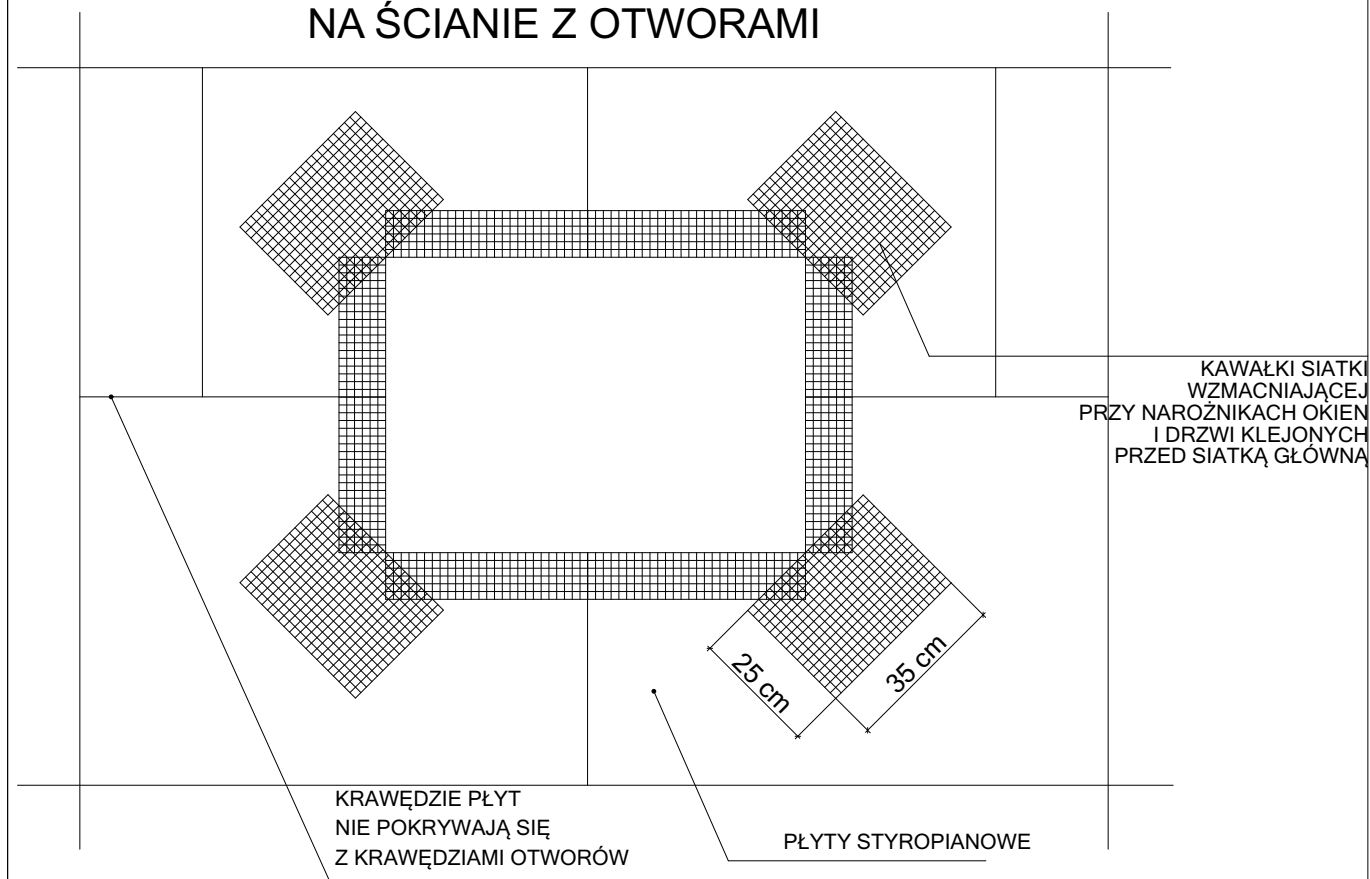 NA ŚCIANIE Z OTWORAMI
KAWAŁKI SIATKI
WZMACNIAJĄCEJ
PRZY NAROŻNIKACH OKIEN
I DRZWI KLEJONYCH
PRZED SIATKĄ GŁÓWNĄ
25 cm
35 cm
KRAWĘDZIE PŁYT
NIE POKRYWAJĄ SIĘ
Z KRAWĘDZIAMI OTWORÓW
PŁYTY STYROPIANOWE